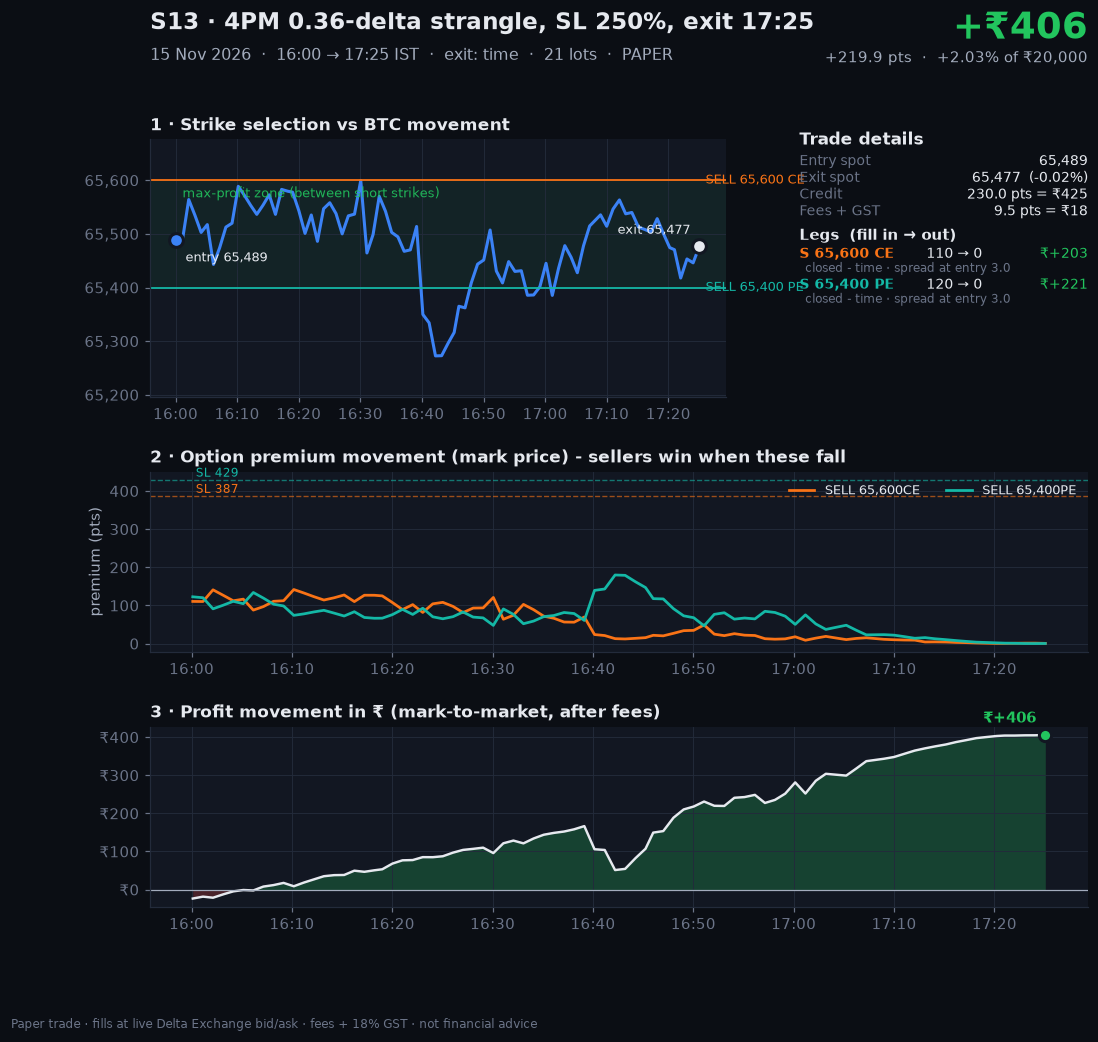 S13 · 4PM 0.36-delta strangle, SL 250%, exit 17:25
+₹406
15 Nov 2026 · 16:00 → 17:25 IST · exit: time · 21 lots · PAPER
+219.9 pts · +2.03% of ₹20,000
1 · Strike selection vs BTC movement
65,600
65,500
65,400
65,300
65,200
max-profit zone (between short strikes)
SELL 65,600 CE
entry 65,489
exit 65,477
SELL 65,400 PE
16:00 16:10 16:20 16:30 16:40 16:50 17:00 17:10 17:20
Trade details
Entry spot 65,489
Exit spot 65,477 (-0.02%)
Credit 230.0 pts = ₹425
Fees + GST 9.5 pts = ₹18
Legs (fill in → out)
S 65,600 CE 110 → 0 ₹+203
closed - time · spread at entry 3.0
S 65,400 PE 120 → 0 ₹+221
closed - time · spread at entry 3.0
2 · Option premium movement (mark price) - sellers win when these fall
SL 429
SL 387
SELL 65,600CE SELL 65,400PE
premium (pts)
400
300
200
100
0
16:00 16:10 16:20 16:30 16:40 16:50 17:00 17:10 17:20
3 · Profit movement in ₹ (mark-to-market, after fees)
₹+406
₹400
₹300
₹200
₹100
₹0
16:00 16:10 16:20 16:30 16:40 16:50 17:00 17:10 17:20
Paper trade · fills at live Delta Exchange bid/ask · fees + 18% GST · not financial advice